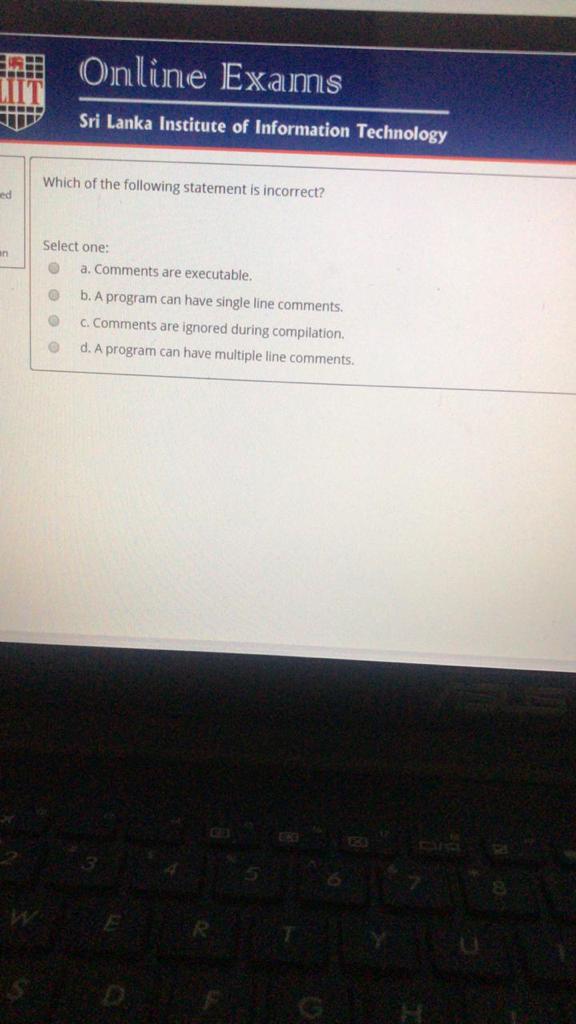 LIIT
Online Exams
Sri Lanka Institute of Information Technology
ed
Which of the following statement is incorrect?
Select one:
a. Comments are executable.
b. A program can have single line comments.
c. Comments are ignored during compilation.
d. A program can have multiple line comments.
2 3 4 5 6 7 8
W E R T Y U
S D F G H